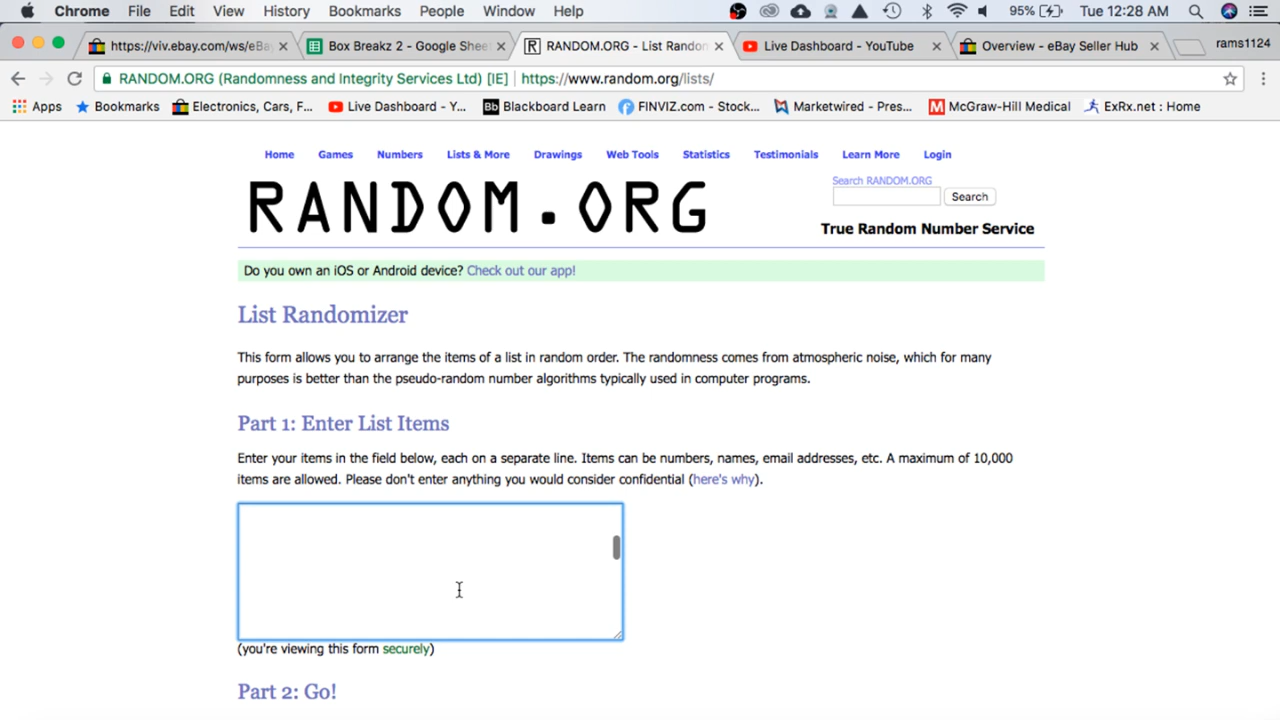 Chrome File Edit View History Bookmarks People Window Help 95% Tue 12:28 AM
https://viv.ebay.com/ws/eBa Box Breakz 2 - Google Shee RANDOM.ORG - List Random Live Dashboard - YouTube Overview - eBay Seller Hub rams1124
RANDOM.ORG (Randomness and Integrity Services Ltd) [IE] https://www.random.org/lists/
Apps Bookmarks Electronics, Cars, F... Live Dashboard - Y... Bb Blackboard Learn FINVIZ.com - Stock... Marketwired - Pres... M McGraw-Hill Medical ExRx.net : Home
Home Games Numbers Lists & More Drawings Web Tools Statistics Testimonials Learn More Login
RANDOM.ORG
Search RANDOM.ORG
Search
True Random Number Service
Do you own an iOS or Android device? Check out our app!
List Randomizer
This form allows you to arrange the items of a list in random order. The randomness comes from atmospheric noise, which for many
purposes is better than the pseudo-random number algorithms typically used in computer programs.
Part 1: Enter List Items
Enter your items in the field below, each on a separate line. Items can be numbers, names, email addresses, etc. A maximum of 10,000
items are allowed. Please don't enter anything you would consider confidential (here's why).
(you're viewing this form securely)
Part 2: Go!